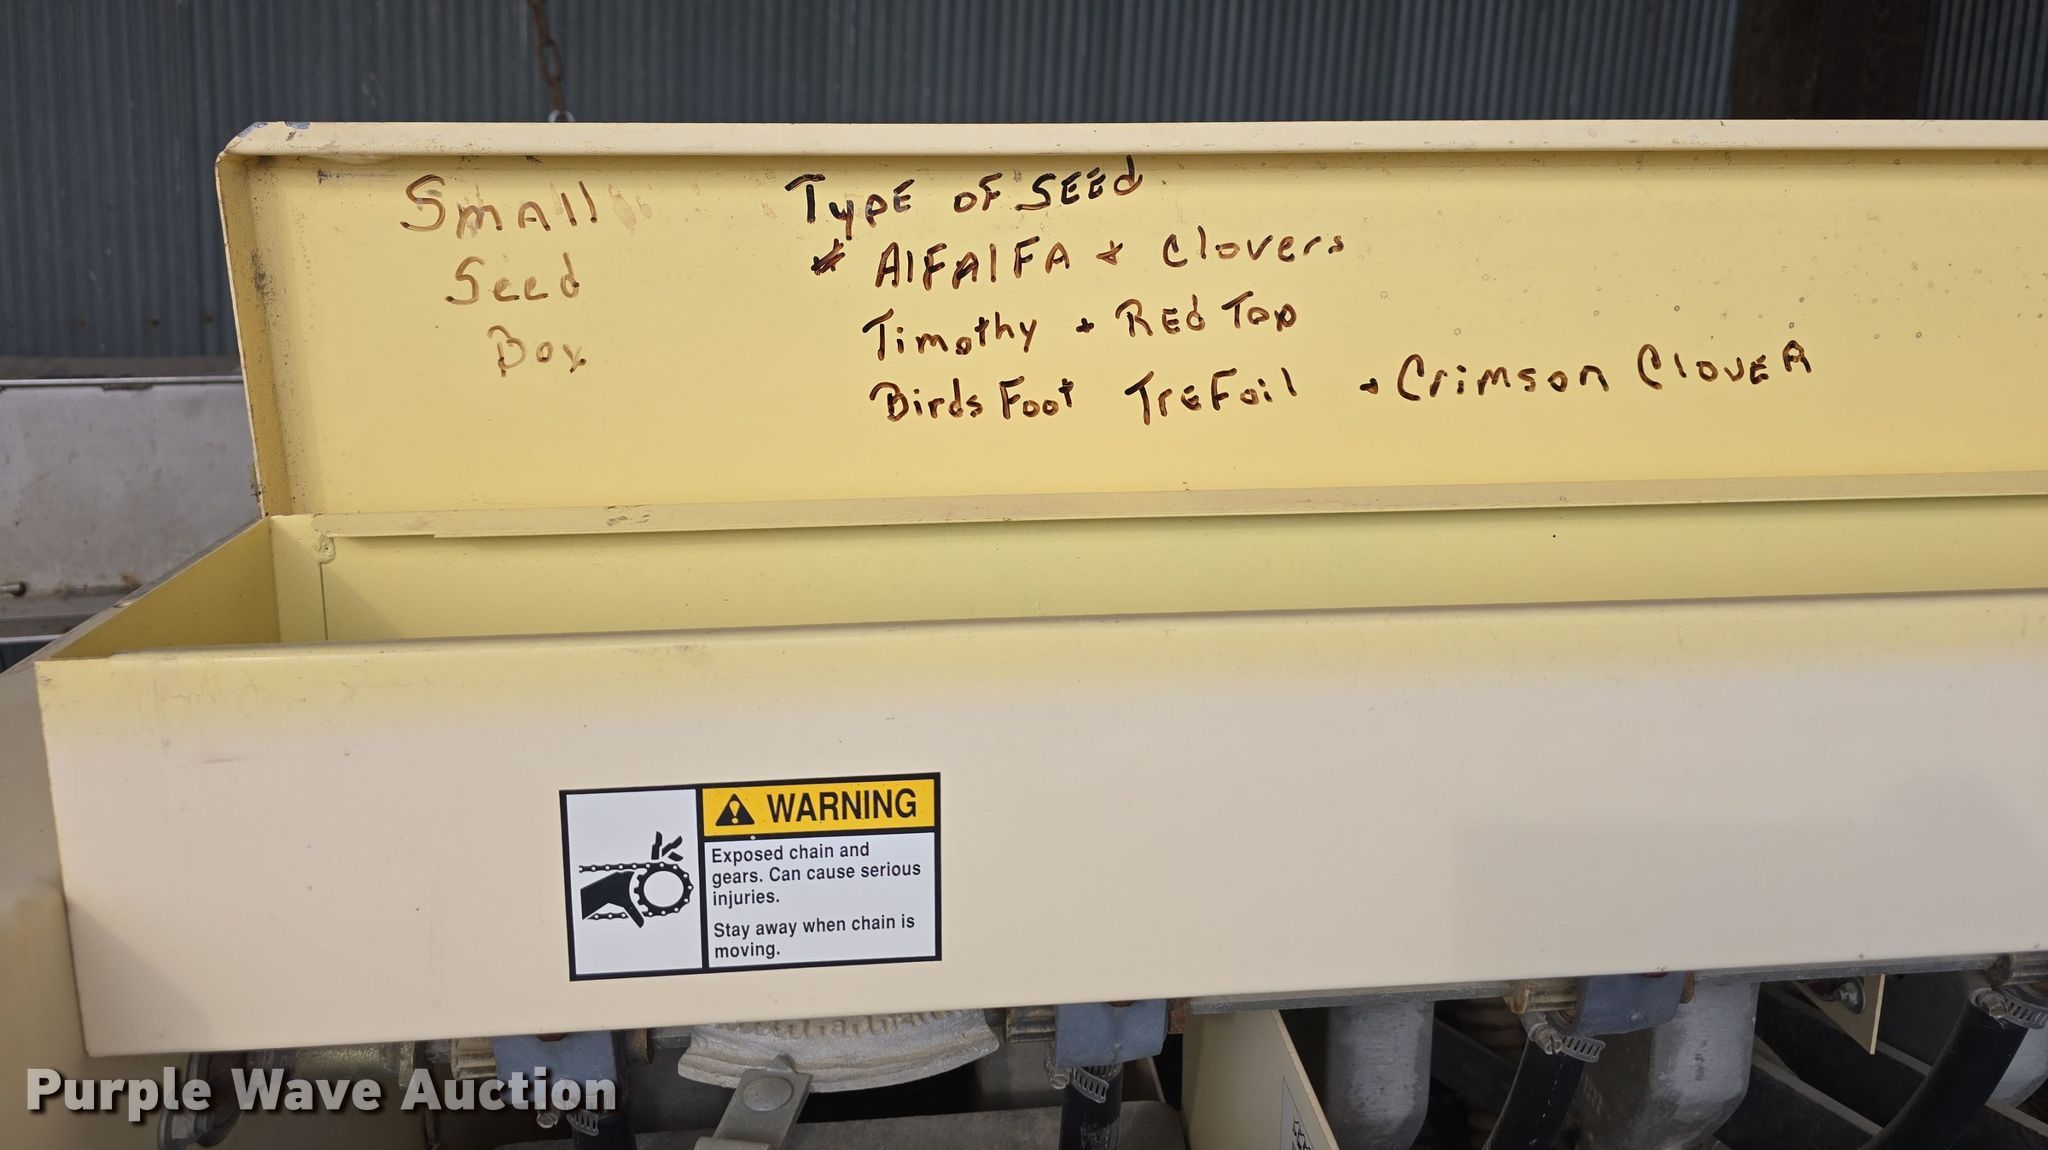 Small
Seed
Box
TypE OF SEEd
* AlFAlFA + Clovers
Timothy + REd Top
Birds Foot TreFoil + Crimson CloveR
WARNING
Exposed chain and
gears. Can cause serious
injuries.
Stay away when chain is
moving.
Purple Wave Auction